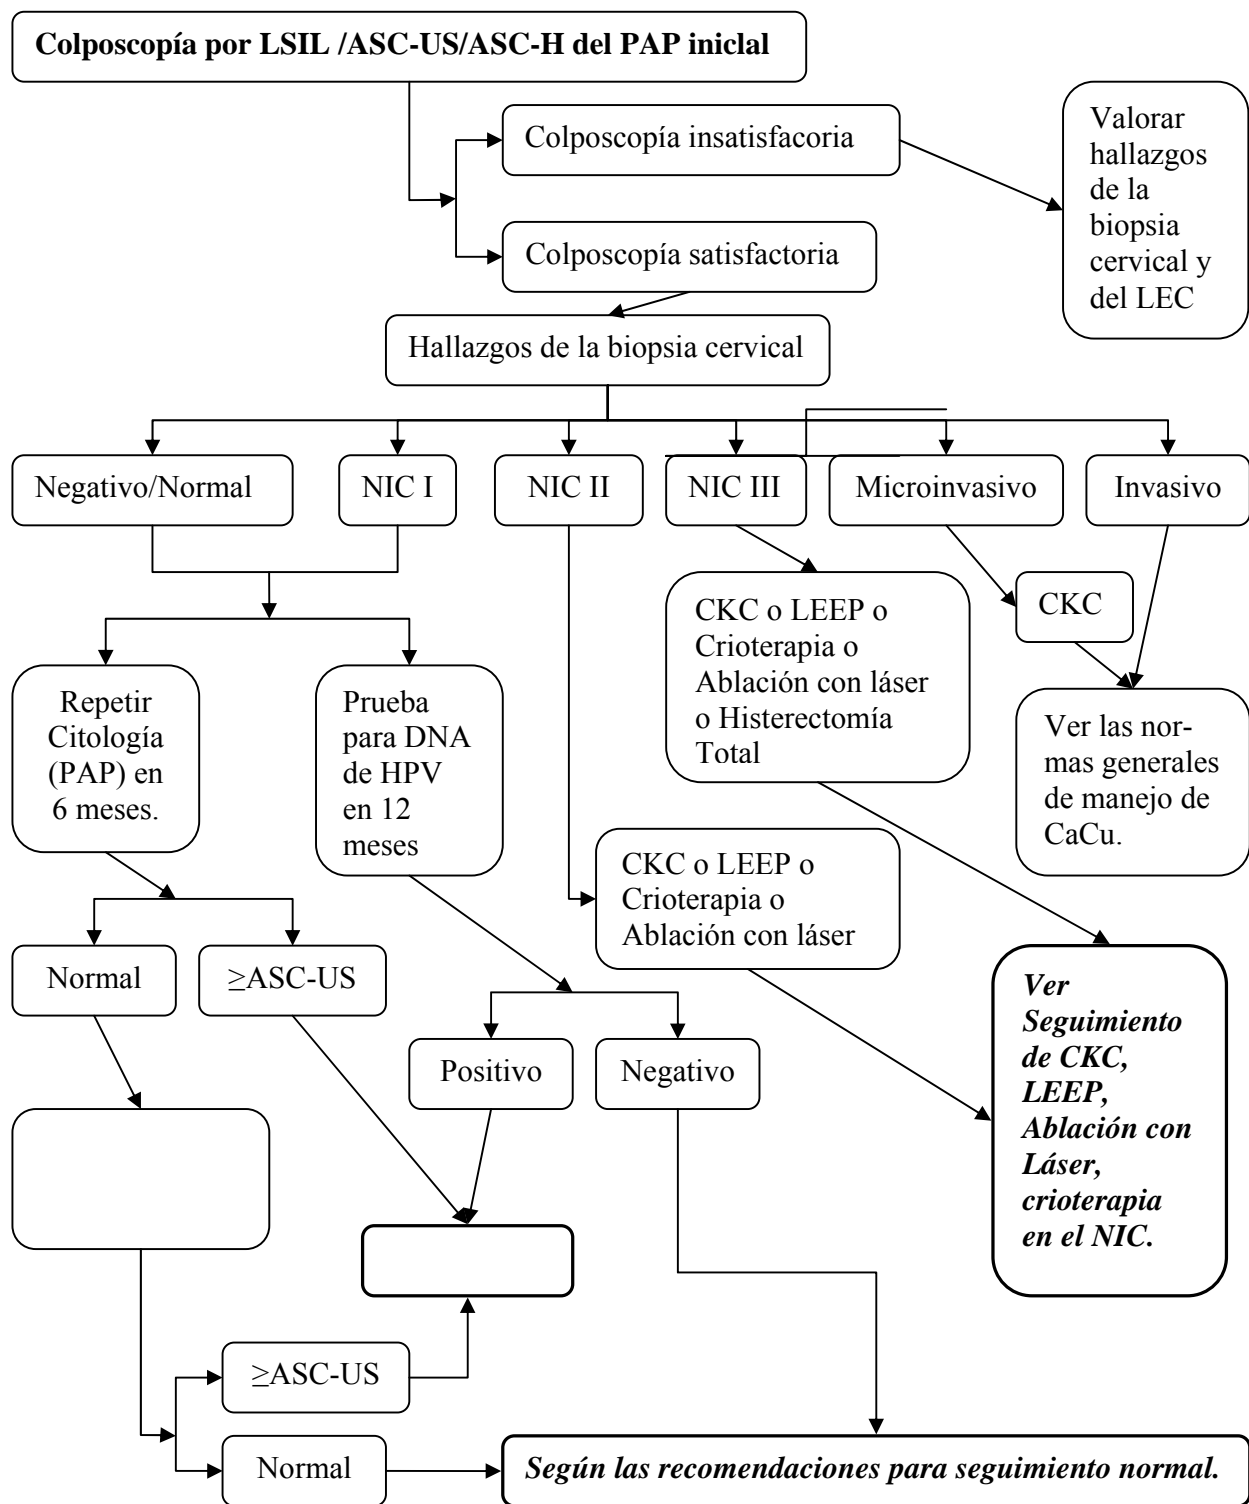 Colposcopía por LSIL /ASC-US/ASC-H del PAP iniclal
Colposcopía insatisfacoria
Valorar
hallazgos
de la
biopsia
cervical y
del LEC
Colposcopía satisfactoria
Hallazgos de la biopsia cervical
Negativo/Normal
NIC I
NIC II
NIC III
Microinvasivo
Invasivo
CKC o LEEP o
Crioterapia o
Ablación con láser
o Histerectomía
Total
CKC
Repetir
Citología
(PAP) en
6 meses.
Prueba
para DNA
de HPV
en 12
meses
Ver las nor-
mas generales
de manejo de
CaCu.
CKC o LEEP o
Crioterapia o
Ablación con láser
Normal
≥ASC-US
Ver
Seguimiento
de CKC,
LEEP,
Ablación con
Láser,
crioterapia
en el NIC.
Positivo
Negativo
≥ASC-US
Normal
Según las recomendaciones para seguimiento normal.